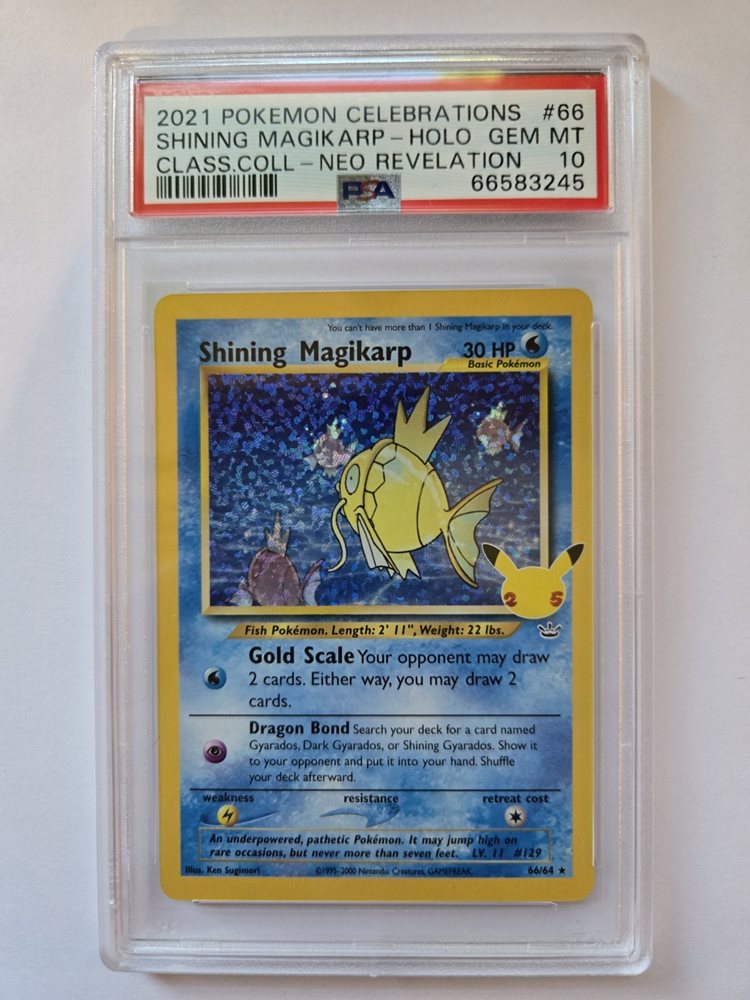 2021 POKEMON CELEBRATIONS #66
SHINING MAGIKARP-HOLO GEM MT
CLASS.COLL-NEO REVELATION 10
PSA 66583245
You can't have more than 1 Shining Magikarp in your deck.
Shining Magikarp 30 HP
Basic Pokémon
25
Fish Pokémon. Length: 2' 11", Weight: 22 lbs.
Gold Scale Your opponent may draw
2 cards. Either way, you may draw 2
cards.
Dragon Bond Search your deck for a card named
Gyarados, Dark Gyarados, or Shining Gyarados. Show it
to your opponent and put it into your hand. Shuffle
your deck afterward.
weakness resistance retreat cost
An underpowered, pathetic Pokémon. It may jump high on
rare occasions, but never more than seven feet. LV. 11 #129
Illus. Ken Sugimori ©1995-2000 Nintendo, Creatures, GAMEFREAK. 66/64 ★